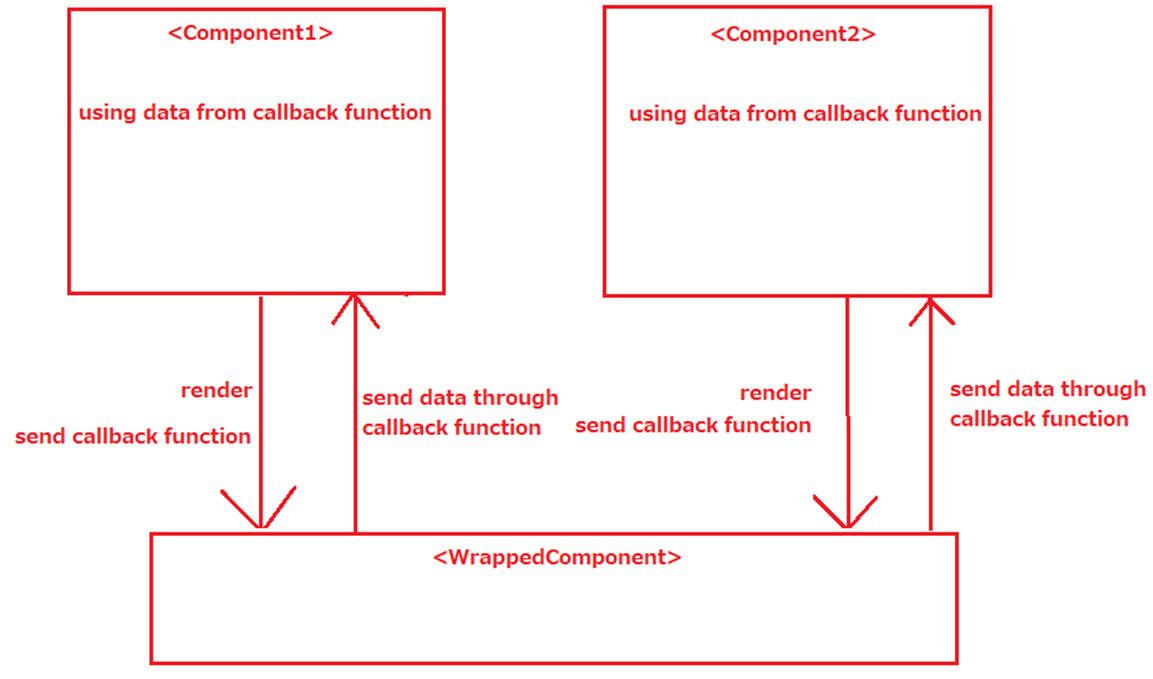 <Component1>
using data from callback function
<Component2>
using data from callback function
render
send callback function
send data through
callback function
render
send callback function
send data through
callback function
<WrappedComponent>